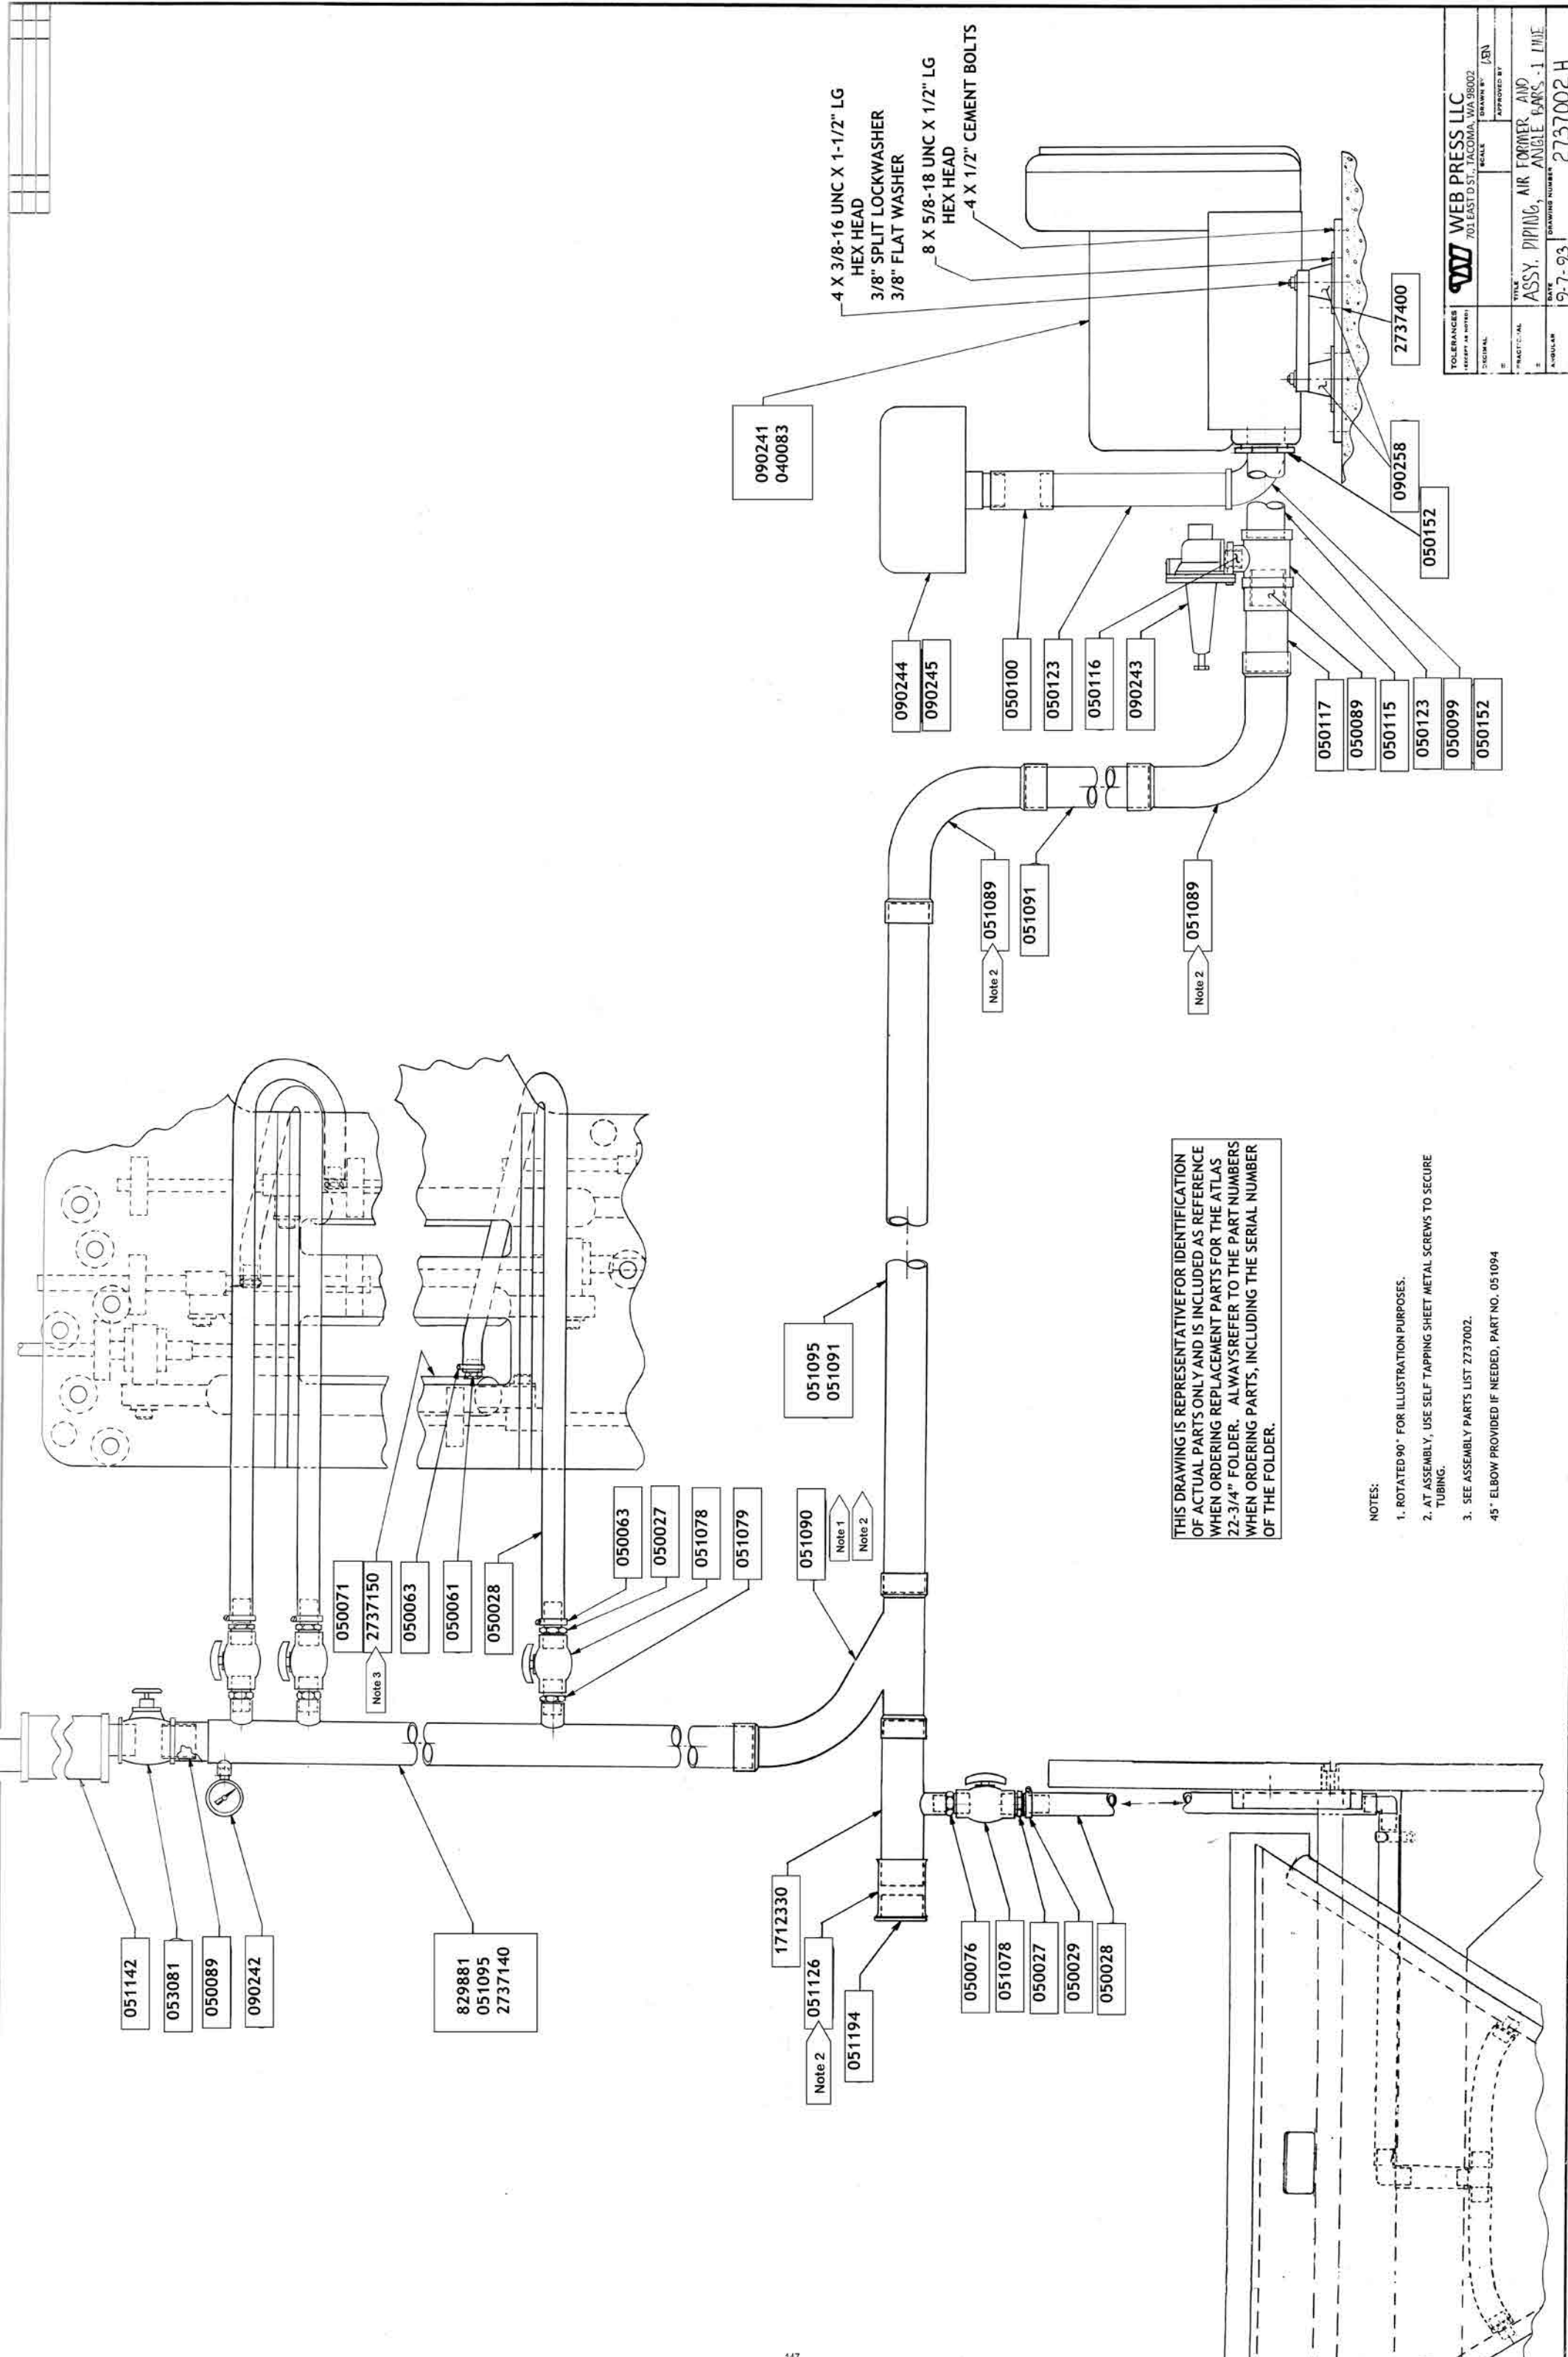 051142
053081
050089
090242
829881
051095
2737140
050071
2737150
Note 3
050063
050061
050028
050063
050027
051078
051079
1712330
051126
Note 2
051194
050076
051078
050027
050029
050028
051090
Note 1
Note 2
051095
051091
051089
Note 2
051091
051089
Note 2
090244
090245
050100
050123
050116
090243
050117
050089
050115
050123
050099
050152
090241
040083
4 X 3/8-16 UNC X 1-1/2" LG
HEX HEAD
3/8" SPLIT LOCKWASHER
3/8" FLAT WASHER
8 X 5/8-18 UNC X 1/2" LG
HEX HEAD
4 X 1/2" CEMENT BOLTS
2737400
090258
050152
THIS DRAWING IS REPRESENTATIVE FOR IDENTIFICATION
OF ACTUAL PARTS ONLY AND IS INCLUDED AS REFERENCE
WHEN ORDERING REPLACEMENT PARTS FOR THE ATLAS
22-3/4" FOLDER. ALWAYS REFER TO THE PART NUMBERS
WHEN ORDERING PARTS, INCLUDING THE SERIAL NUMBER
OF THE FOLDER.
NOTES:
1. ROTATED 90° FOR ILLUSTRATION PURPOSES.
2. AT ASSEMBLY, USE SELF TAPPING SHEET METAL SCREWS TO SECURE
TUBING.
3. SEE ASSEMBLY PARTS LIST 2737002.
45° ELBOW PROVIDED IF NEEDED, PART NO. 051094
TOLERANCES
(EXCEPT AS NOTED)
DECIMAL
±
±
ANGULAR
WEB PRESS LLC
701 EAST D ST., TACOMA, WA 98002
SCALE
DRAWN BY
APPROVED BY
TITLE
ASSY, PIPING, AIR FORMER AND
ANGLE BARS -1 LINE
DATE
9-7-93
DRAWING NUMBER
2737002 H
147